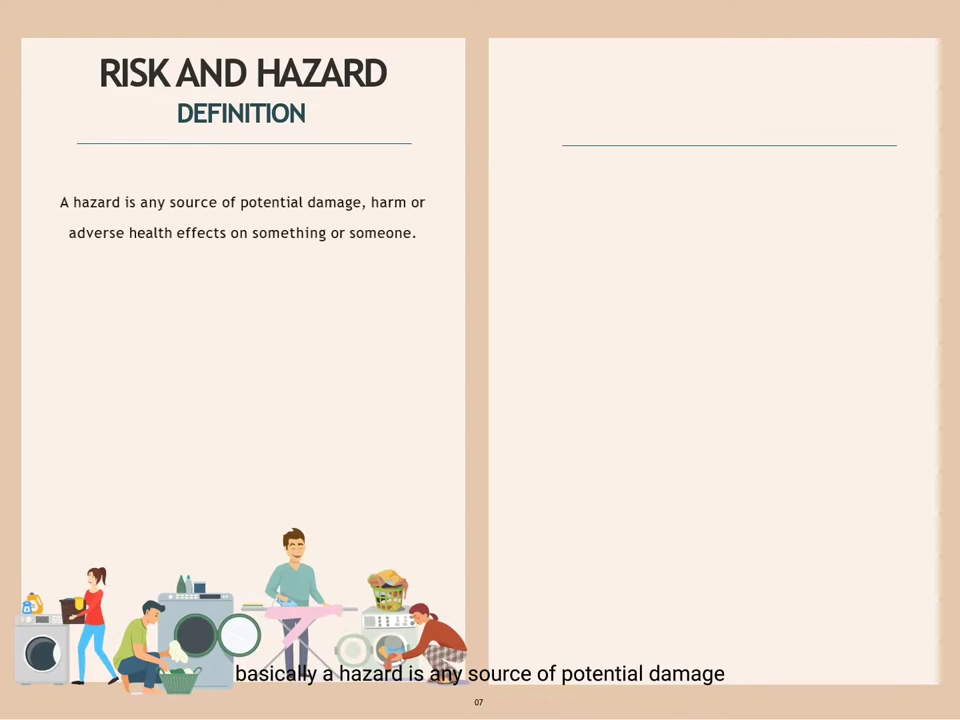 RISK AND HAZARD
DEFINITION
A hazard is any source of potential damage, harm or
adverse health effects on something or someone.
basically a hazard is any source of potential damage
07